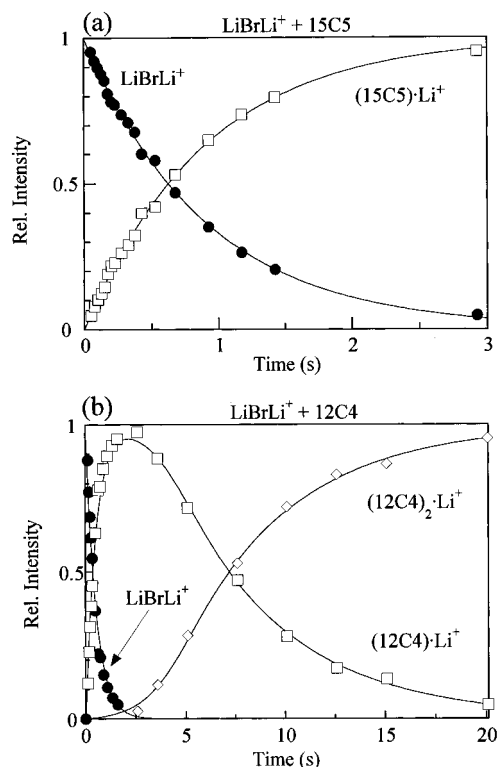 (a)
LiBrLi⁺ + 15C5
1
LiBrLi⁺
(15C5)·Li⁺
Rel. Intensity
0.5
0
0 1 2 3
Time (s)
(b)
LiBrLi⁺ + 12C4
1
(12C4)₂·Li⁺
Rel. Intensity
0.5
LiBrLi⁺
(12C4)·Li⁺
0
0 5 10 15 20
Time (s)